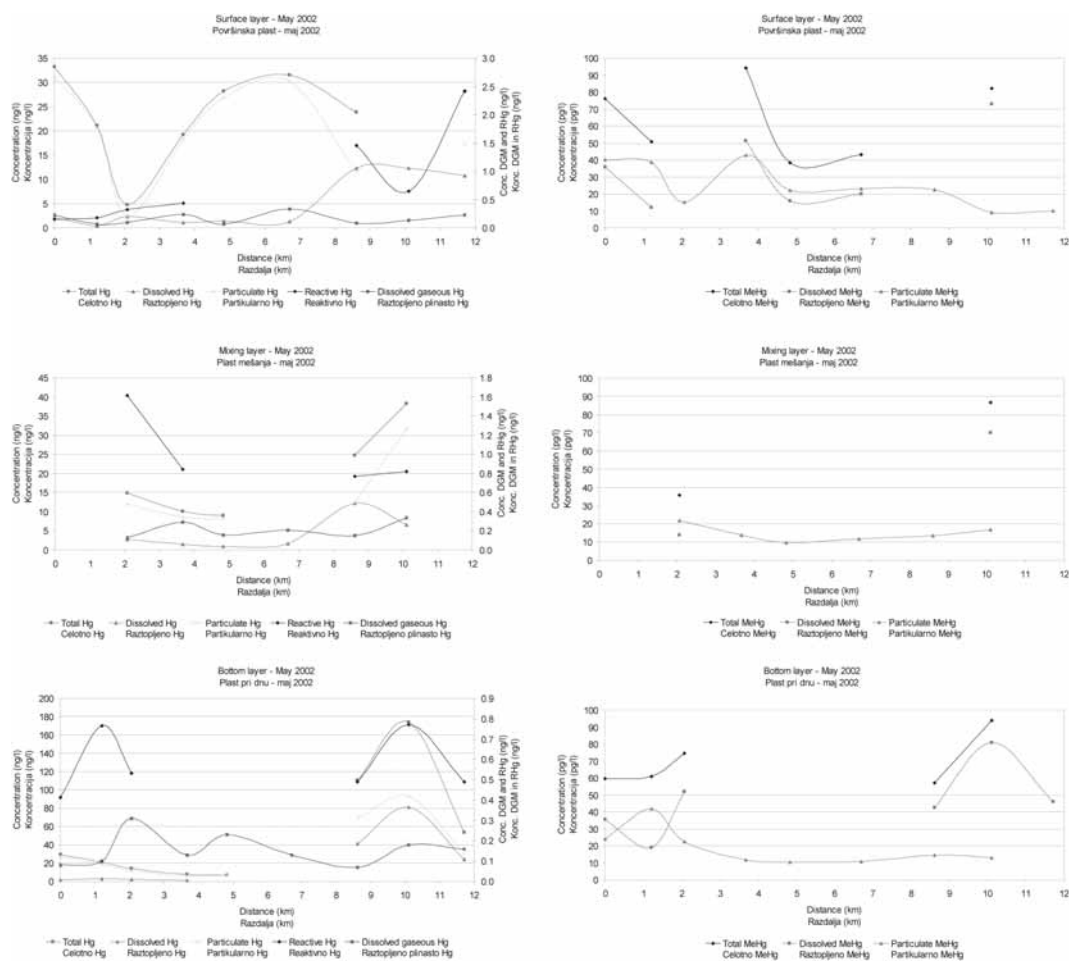 Surface layer - May 2002
Površinska plast - maj 2002
Concentration (ng/l)
Koncentracija (ng/l)
35
30
25
20
15
10
5
0
3.0
2.5
2.0
1.5
1.0
0.5
0.0
Conc. DGM and RHg (ng/l)
Konc. DGM in RHg (ng/l)
0 1 2 3 4 5 6 7 8 9 10 11 12
Distance (km)
Razdalja (km)
Total Hg Dissolved Hg Particulate Hg Reactive Hg Dissolved gaseous Hg
Celotno Hg Raztopljeno Hg Partikularno Hg Reaktivno Hg Raztopljeno plinasto Hg
Surface layer - May 2002
Površinska plast - maj 2002
Concentration (pg/l)
Koncentracija (pg/l)
100
90
80
70
60
50
40
30
20
10
0
0 1 2 3 4 5 6 7 8 9 10 11 12
Distance (km)
Razdalja (km)
Total MeHg Dissolved MeHg Particulate MeHg
Celotno MeHg Raztopljeno MeHg Partikularno MeHg
Mixing layer - May 2002
Plast mešanja - maj 2002
Concentration (ng/l)
Koncentracija (ng/l)
45
40
35
30
25
20
15
10
5
0
1.8
1.6
1.4
1.2
1.0
0.8
0.6
0.4
0.2
0.0
Conc. DGM and RHg (ng/l)
Konc. DGM in RHg (ng/l)
0 1 2 3 4 5 6 7 8 9 10 11 12
Distance (km)
Razdalja (km)
Total Hg Dissolved Hg Particulate Hg Reactive Hg Dissolved gaseous Hg
Celotno Hg Raztopljeno Hg Partikularno Hg Reaktivno Hg Raztopljeno plinasto Hg
Mixing layer - May 2002
Plast mešanja - maj 2002
Concentration (pg/l)
Koncentracija (pg/l)
100
90
80
70
60
50
40
30
20
10
0
0 1 2 3 4 5 6 7 8 9 10 11 12
Distance (km)
Razdalja (km)
Total MeHg Dissolved MeHg Particulate MeHg
Celotno MeHg Raztopljeno MeHg Partikularno MeHg
Bottom layer - May 2002
Plast pri dnu - maj 2002
Concentration (ng/l)
Koncentracija (ng/l)
200
180
160
140
120
100
80
60
40
20
0
0.9
0.8
0.7
0.6
0.5
0.4
0.3
0.2
0.1
0.0
Conc. DGM and RHg (ng/l)
Konc. DGM in RHg (ng/l)
0 1 2 3 4 5 6 7 8 9 10 11 12
Distance (km)
Razdalja (km)
Total Hg Dissolved Hg Particulate Hg Reactive Hg Dissolved gaseous Hg
Celotno Hg Raztopljeno Hg Partikularno Hg Reaktivno Hg Raztopljeno plinasto Hg
Bottom layer - May 2002
Plast pri dnu - maj 2002
Concentration (pg/l)
Koncentracija (pg/l)
100
90
80
70
60
50
40
30
20
10
0
0 1 2 3 4 5 6 7 8 9 10 11 12
Distance (km)
Razdalja (km)
Total MeHg Dissolved MeHg Particulate MeHg
Celotno MeHg Raztopljeno MeHg Partikularno MeHg